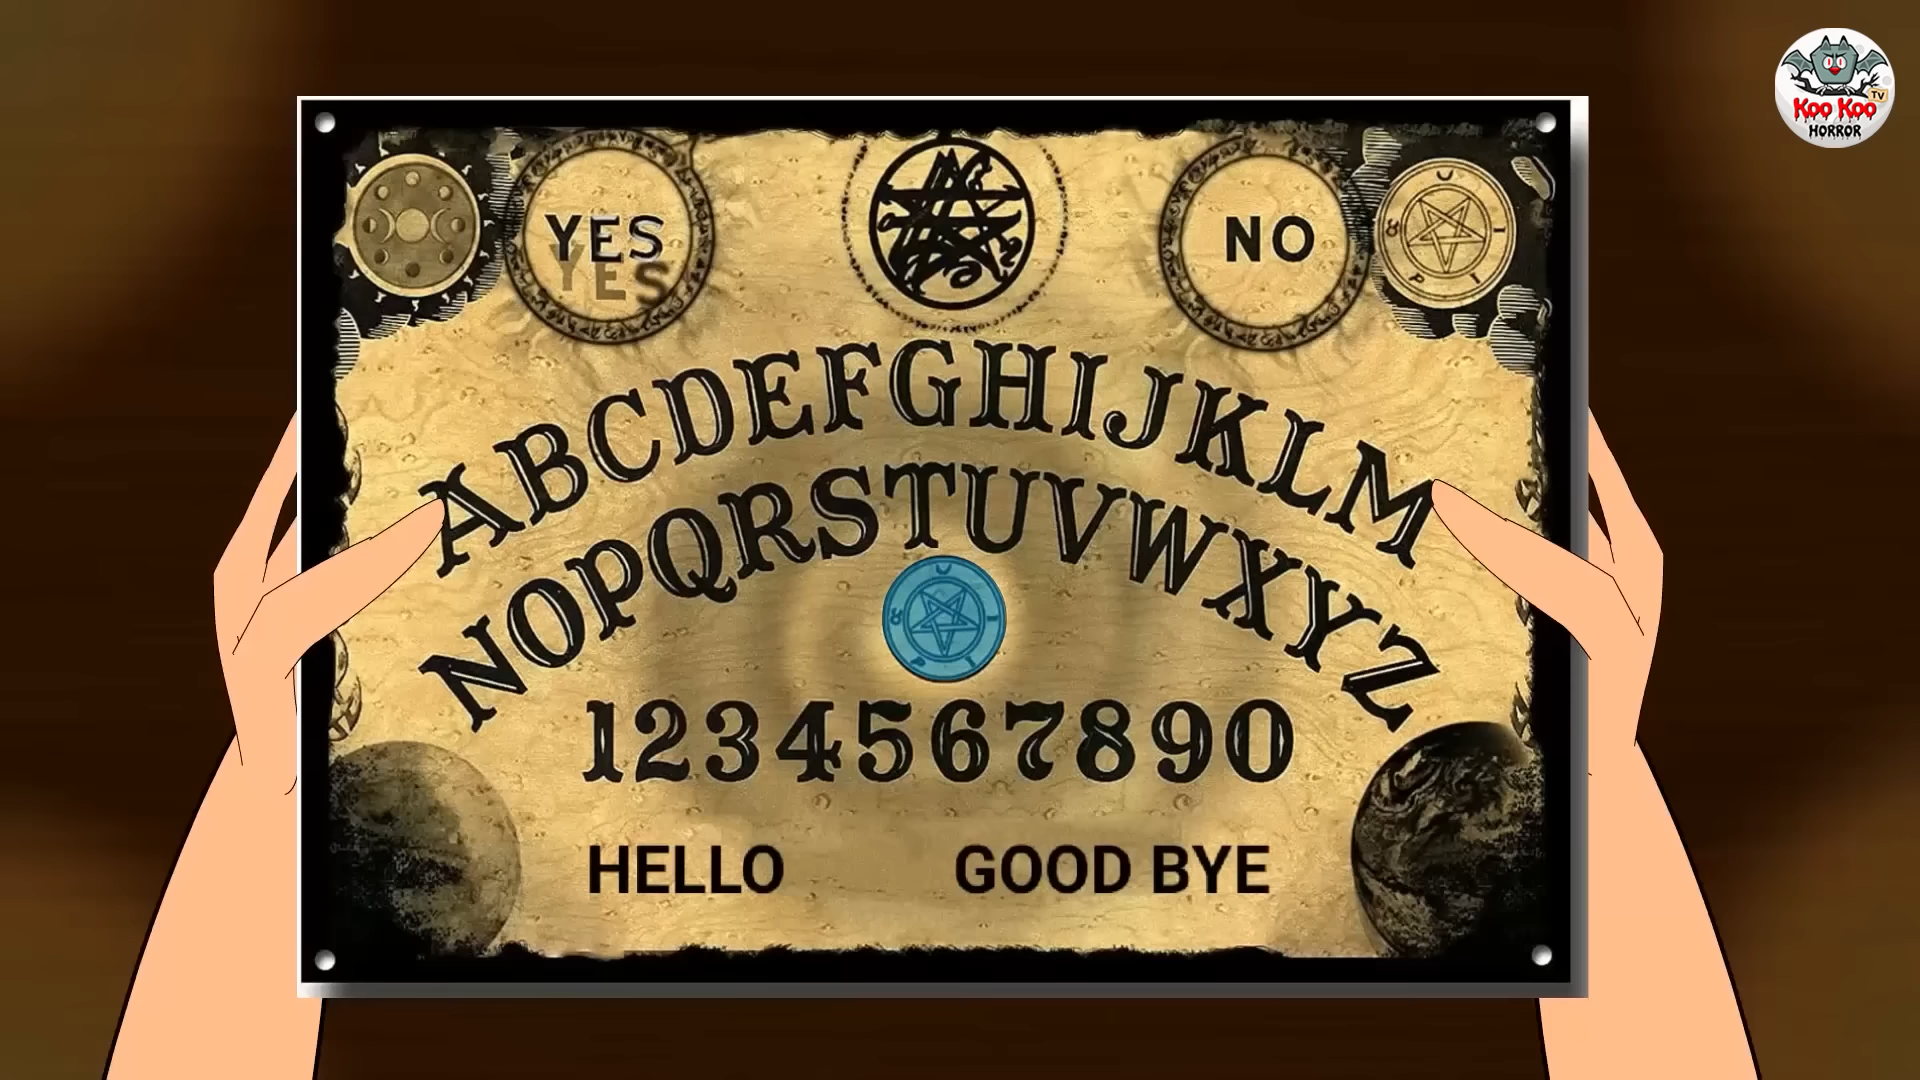 Koo Koo TV
HORROR
YES
YES
NO
ABCDEFGHIJKLM
NOPQRSTUVWXYZ
1234567890
HELLO GOOD BYE